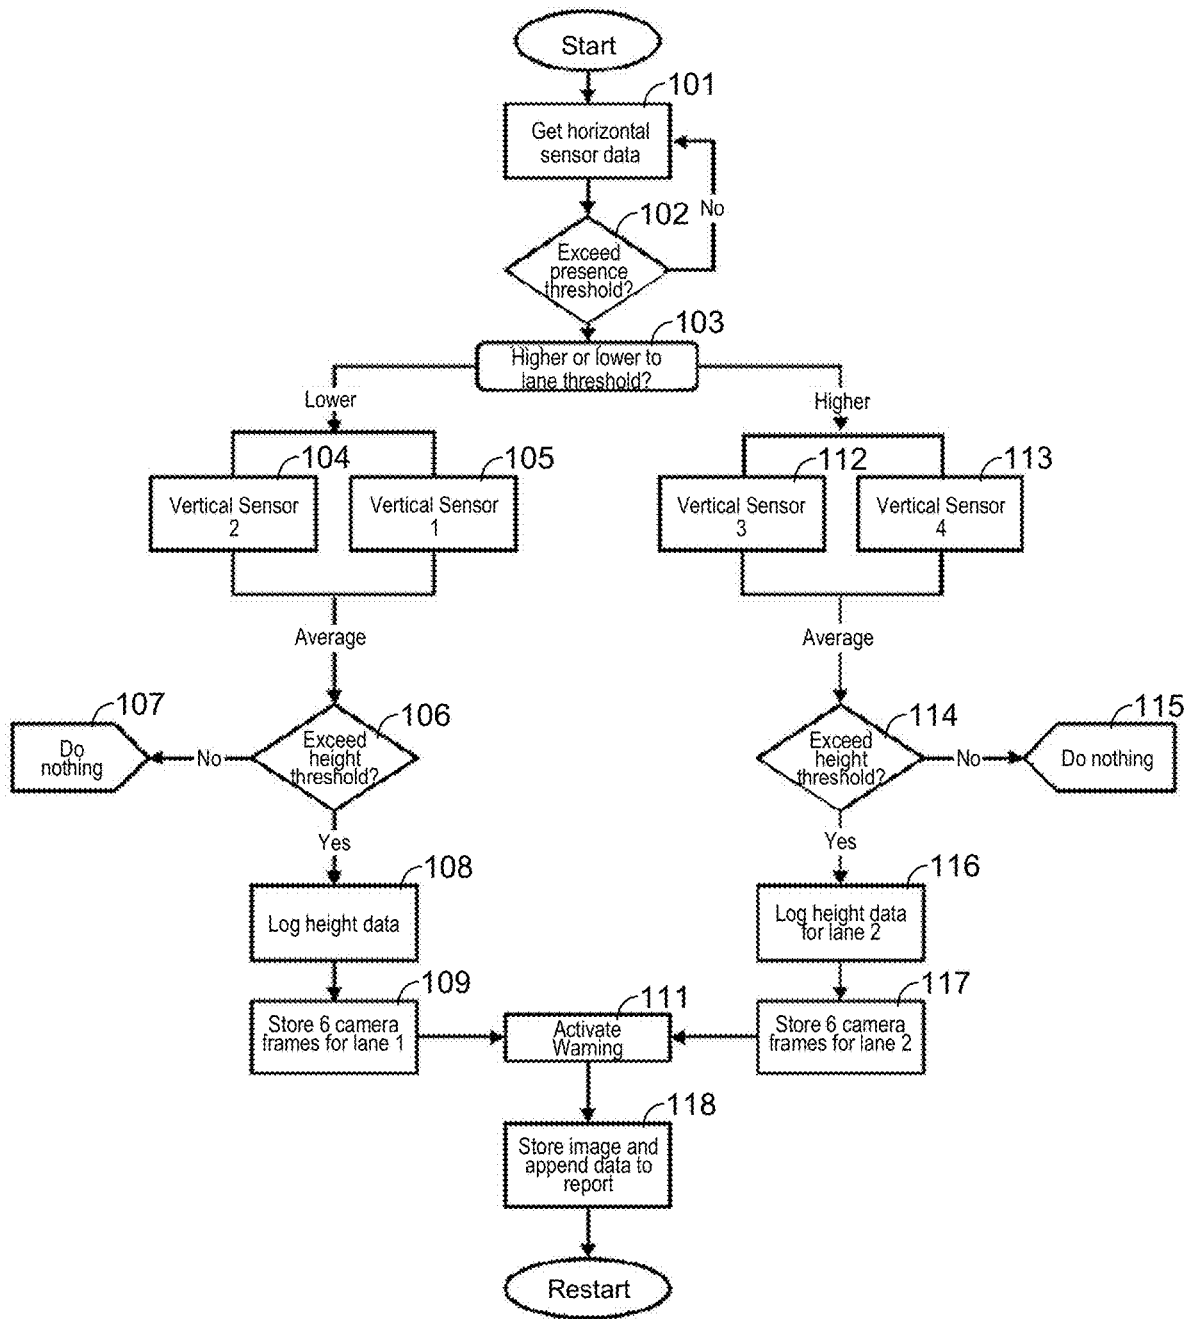 Start
101
Get horizontal
sensor data
No
102
Exceed
presence
threshold?
103
Higher or lower to
lane threshold?
Lower
Higher
104
105
112
113
Vertical Sensor
2
Vertical Sensor
1
Vertical Sensor
3
Vertical Sensor
4
Average
Average
107
106
114
115
Do
nothing
No
Exceed
height
threshold?
Exceed
height
threshold?
No
Do nothing
Yes
Yes
108
116
Log height data
Log height data
for lane 2
109
111
117
Store 6 camera
frames for lane 1
Activate
Warning
Store 6 camera
frames for lane 2
118
Store image and
append data to
report
Restart